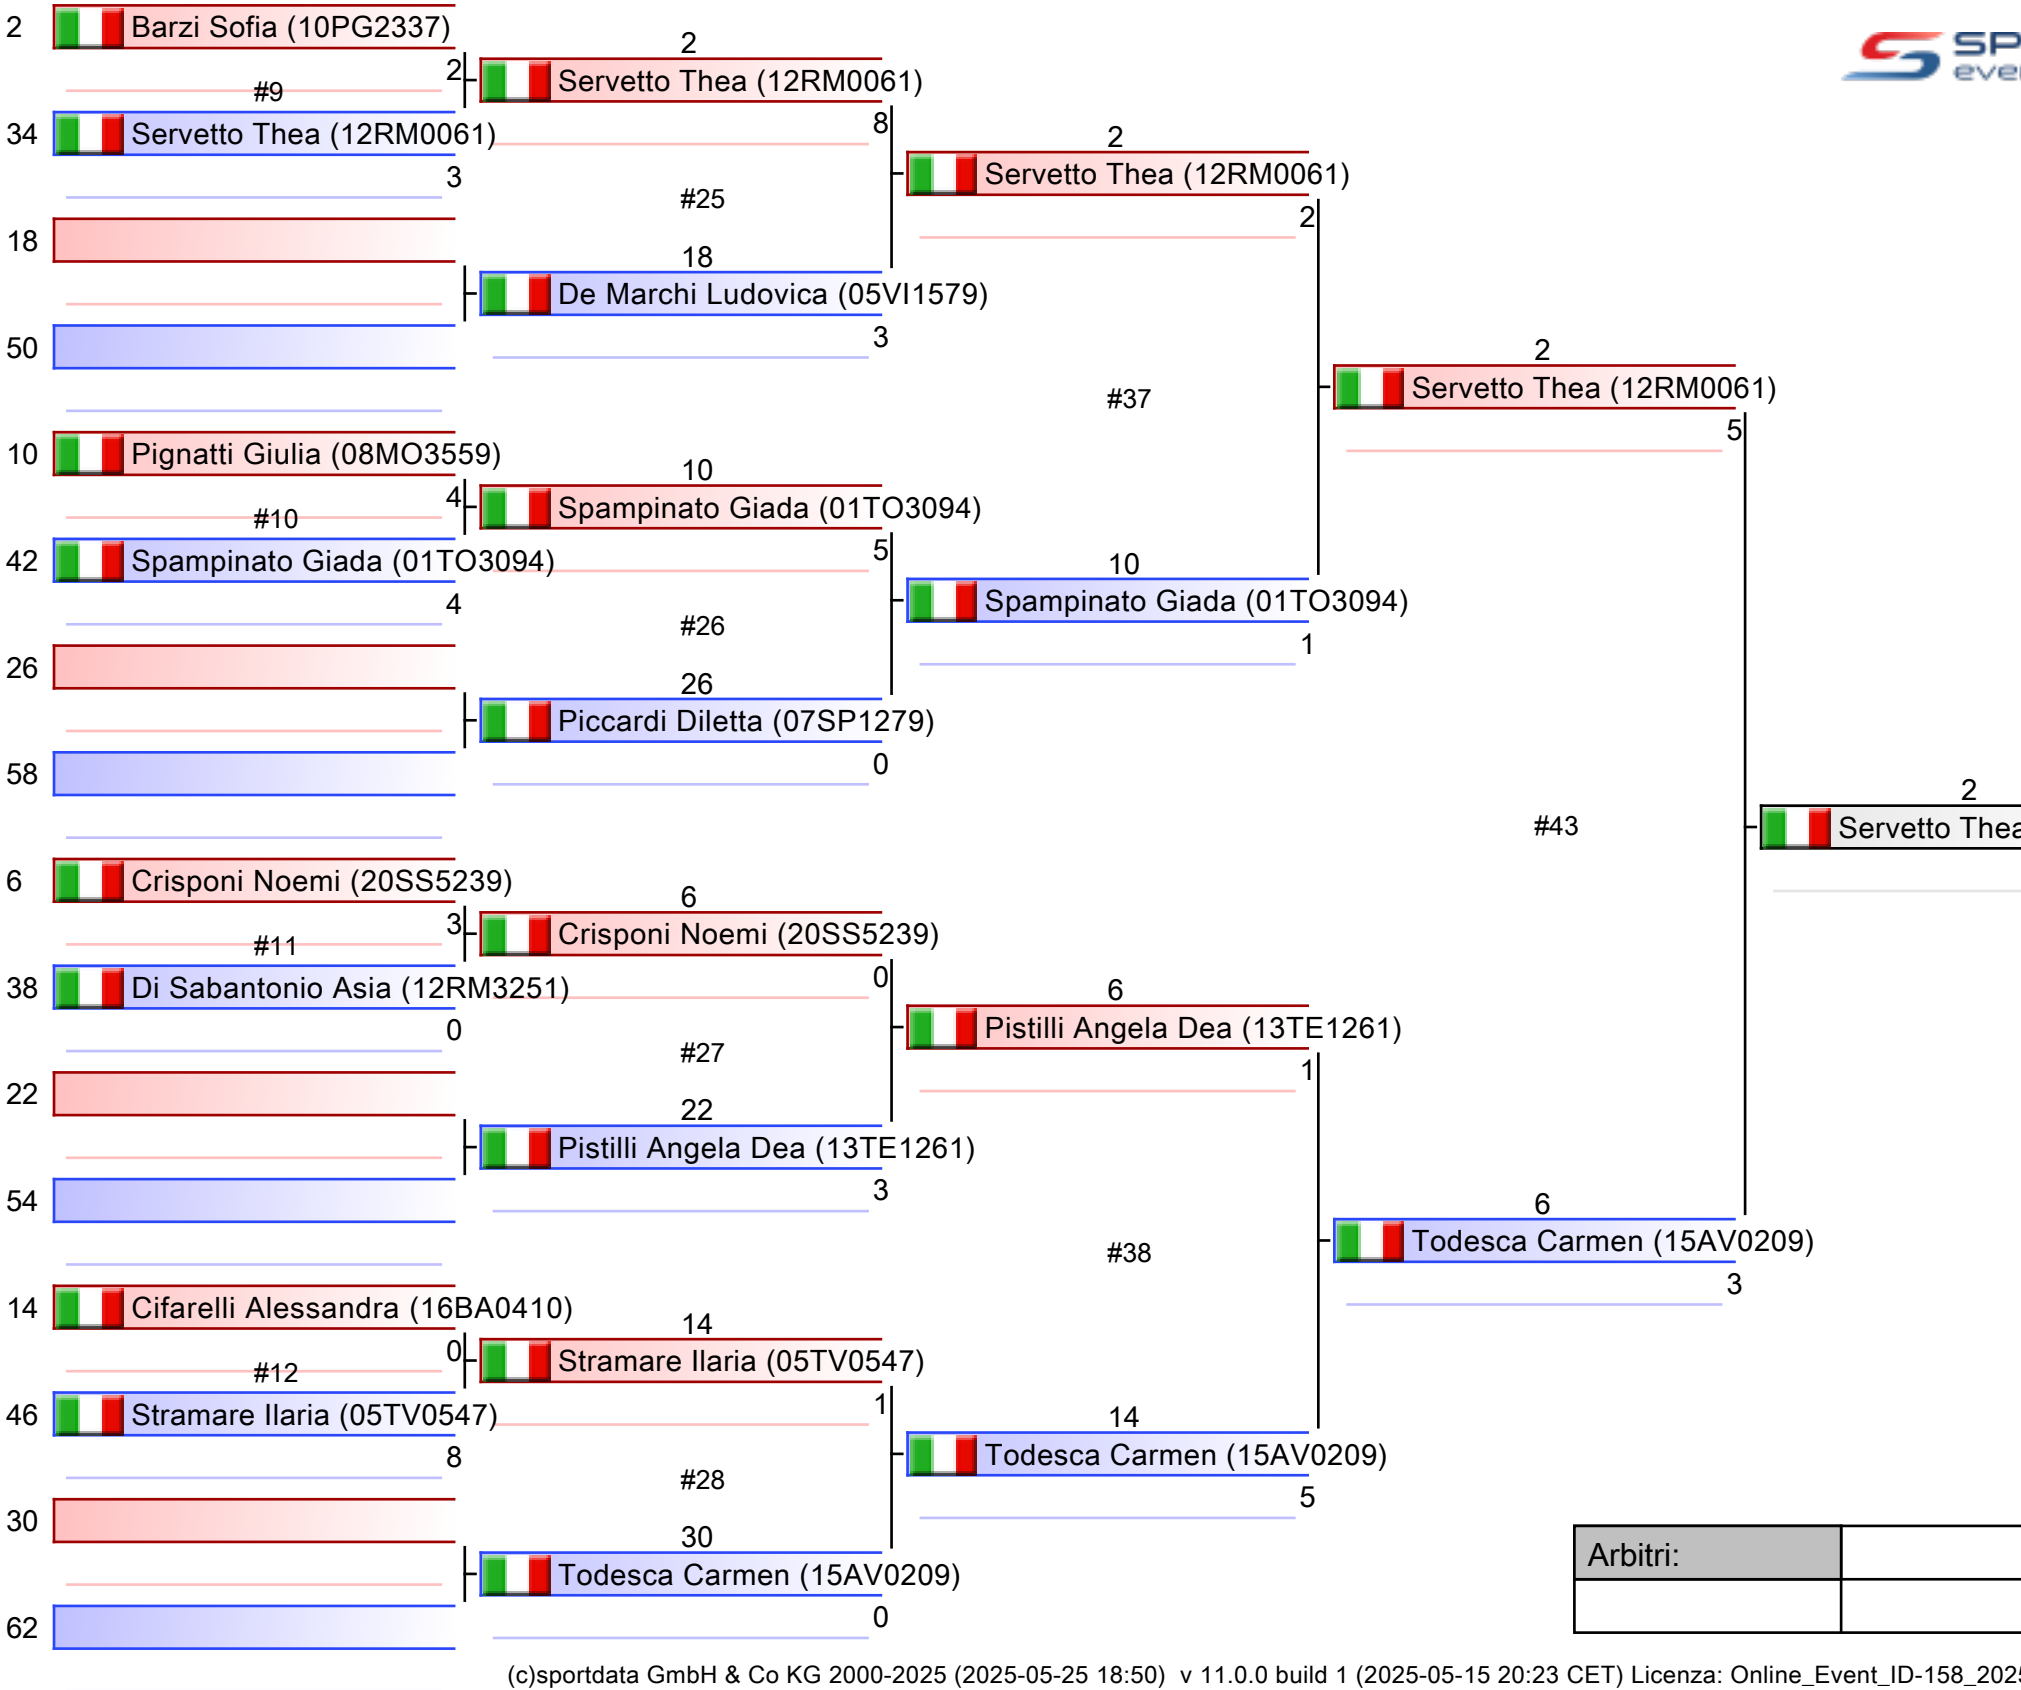 2 Barzi Sofia (10PG2337)
2
#9
34 Servetto Thea (12RM0061)
3
18
50
10 Pignatti Giulia (08MO3559)
4
#10
42 Spampinato Giada (01TO3094)
4
26
58
6 Crisponi Noemi (20SS5239)
3
#11
38 Di Sabantonio Asia (12RM3251)
0
22
54
14 Cifarelli Alessandra (16BA0410)
0
#12
46 Stramare Ilaria (05TV0547)
8
30
62
2
Servetto Thea (12RM0061)
8
#25
18
De Marchi Ludovica (05VI1579)
3
10
Spampinato Giada (01TO3094)
5
#26
26
Piccardi Diletta (07SP1279)
0
6
Crisponi Noemi (20SS5239)
0
#27
22
Pistilli Angela Dea (13TE1261)
3
14
Stramare Ilaria (05TV0547)
1
#28
30
Todesca Carmen (15AV0209)
0
2
Servetto Thea (12RM0061)
2
#37
10
Spampinato Giada (01TO3094)
1
6
Pistilli Angela Dea (13TE1261)
1
#38
14
Todesca Carmen (15AV0209)
5
2
Servetto Thea (12RM0061)
5
#43
6
Todesca Carmen (15AV0209)
3
2
Servetto Thea
SP
eve
Arbitri:
(c)sportdata GmbH & Co KG 2000-2025 (2025-05-25 18:50) v 11.0.0 build 1 (2025-05-15 20:23 CET) Licenza: Online_Event_ID-158_2025